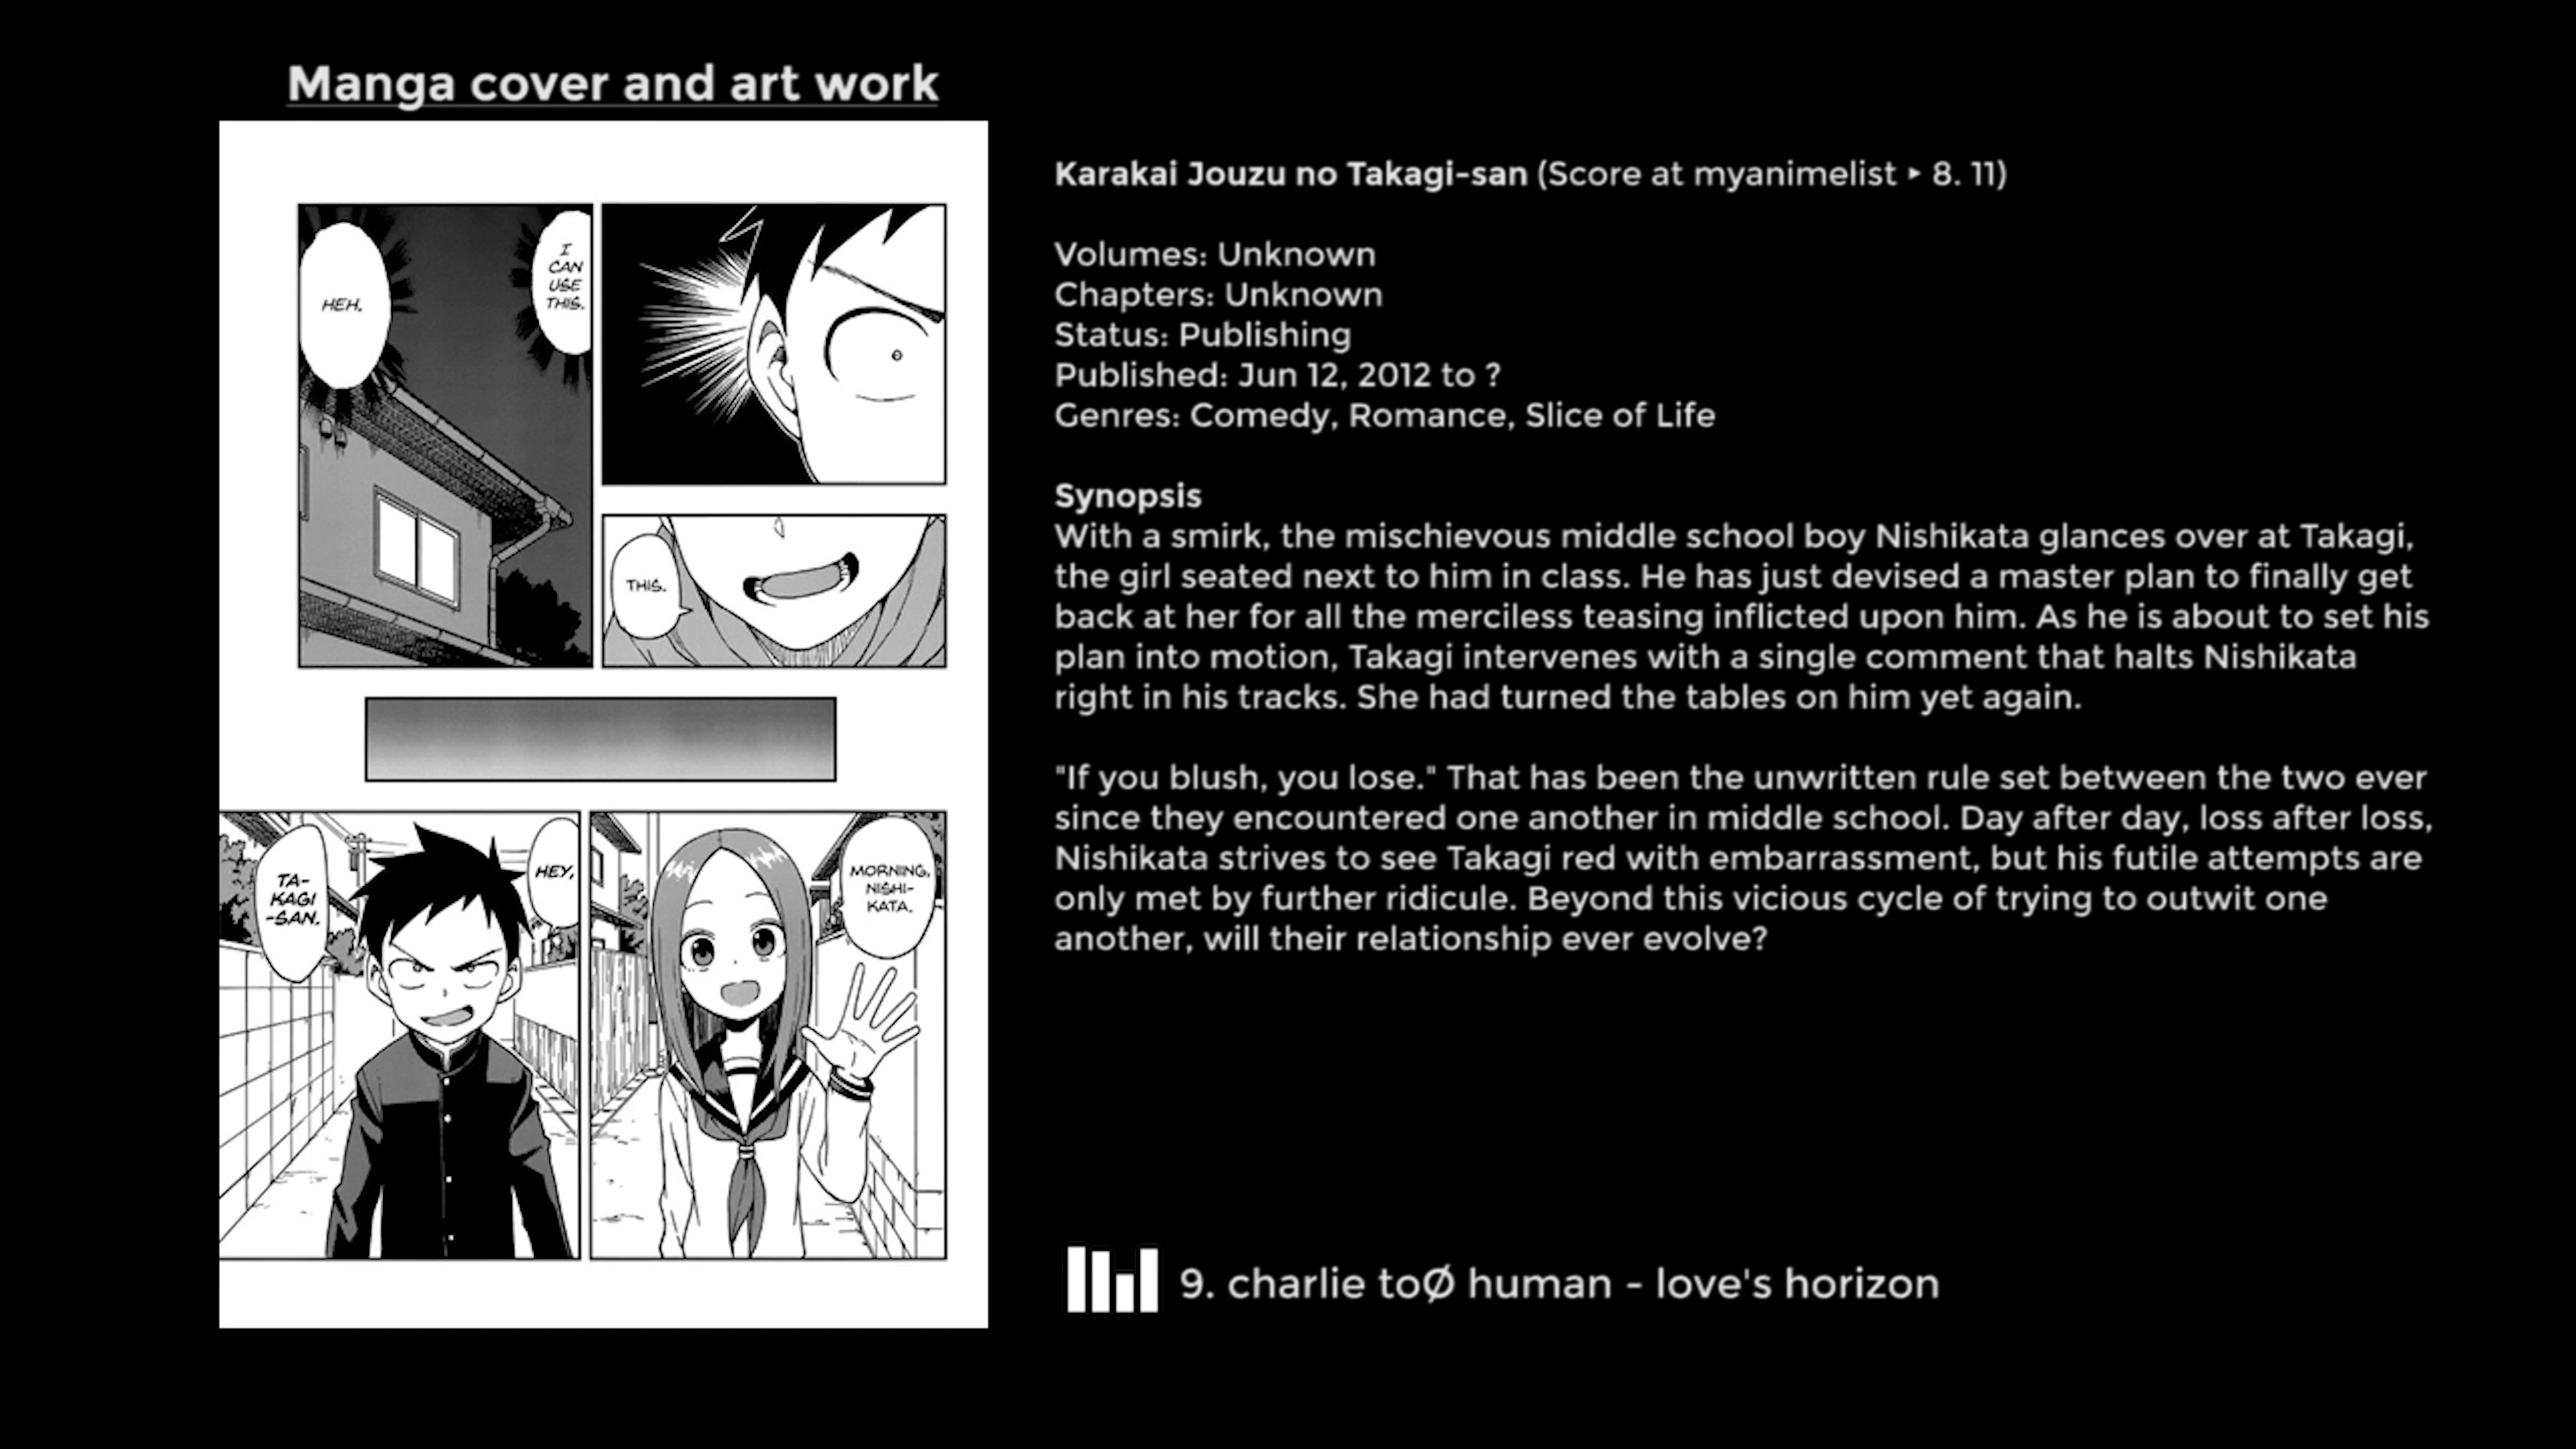 Manga cover and art work
THIS.
I
CAN
USE
THIS.
HEH.
MORNING,
NISHI-
KATA.
HEY,
TA-
KAGI
-SAN.
Karakai Jouzu no Takagi-san (Score at myanimelist ‣ 8. 11)
Volumes: Unknown
Chapters: Unknown
Status: Publishing
Published: Jun 12, 2012 to ?
Genres: Comedy, Romance, Slice of Life
Synopsis
With a smirk, the mischievous middle school boy Nishikata glances over at Takagi,
the girl seated next to him in class. He has just devised a master plan to finally get
back at her for all the merciless teasing inflicted upon him. As he is about to set his
plan into motion, Takagi intervenes with a single comment that halts Nishikata
right in his tracks. She had turned the tables on him yet again.
"If you blush, you lose." That has been the unwritten rule set between the two ever
since they encountered one another in middle school. Day after day, loss after loss,
Nishikata strives to see Takagi red with embarrassment, but his futile attempts are
only met by further ridicule. Beyond this vicious cycle of trying to outwit one
another, will their relationship ever evolve?
9. charlie toØ human - love's horizon